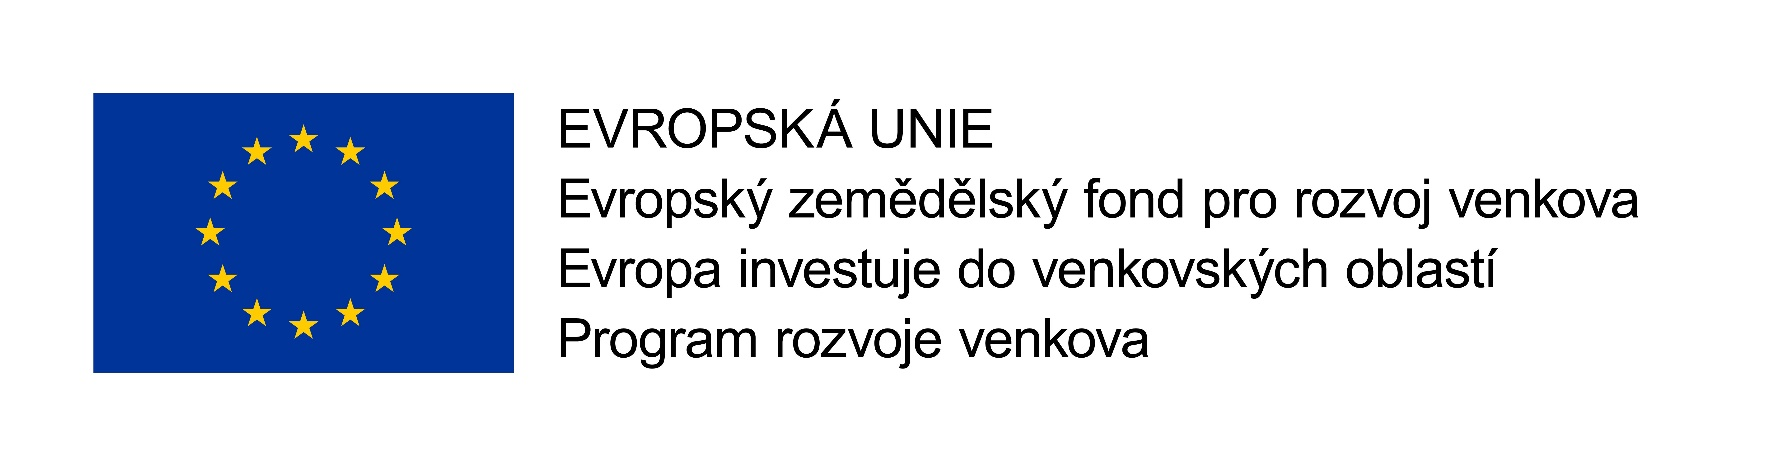 EVROPSKÁ UNIE
Evropský zemědělský fond pro rozvoj venkova
Evropa investuje do venkovských oblastí
Program rozvoje venkova